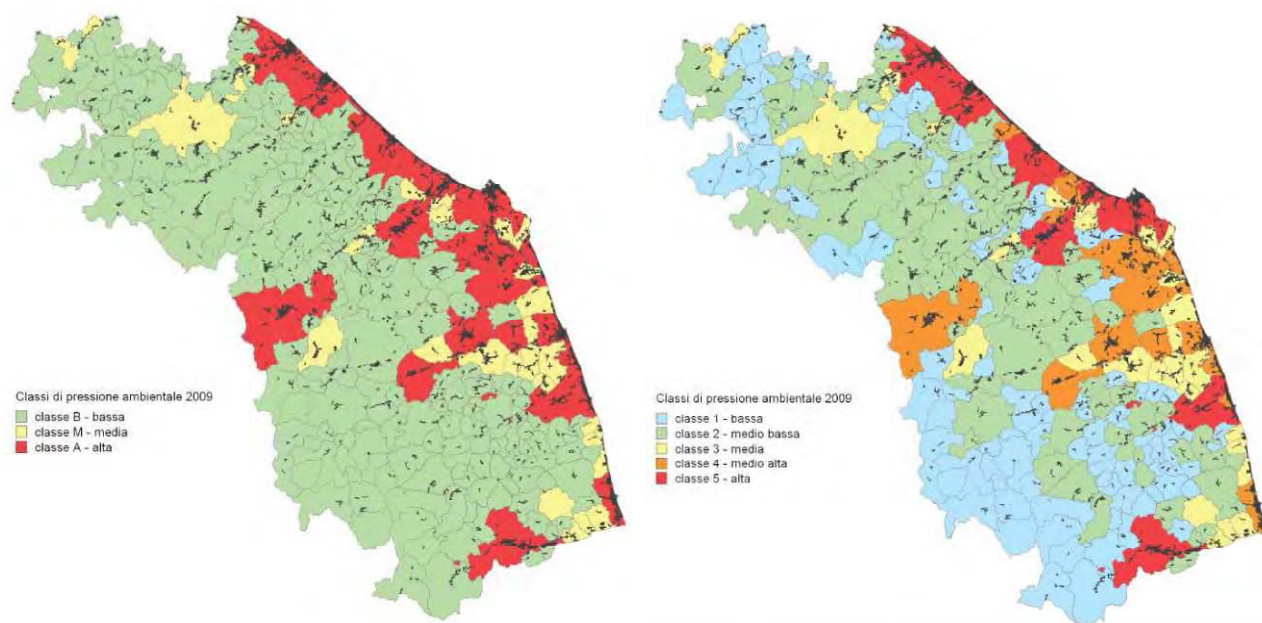 Classi di pressione ambientale 2009
classe B - bassa
classe M - media
classe A - alta
Classi di pressione ambientale 2009
classe 1 - bassa
classe 2 - medio bassa
classe 3 - media
classe 4 - medio alta
classe 5 - alta